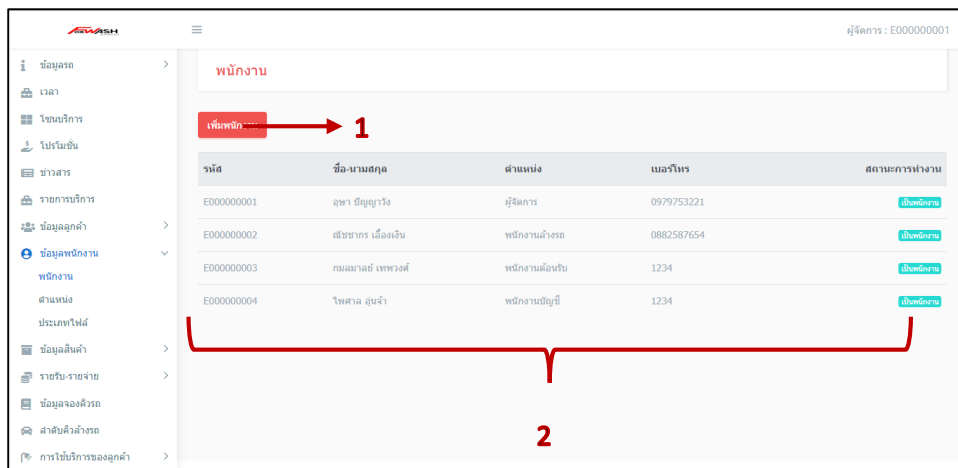 WASH
ผู้จัดการ : E000000001
ข้อมูลรถ
เวลา
โซนบริการ
โปรโมชั่น
ข่าวสาร
รายการบริการ
ข้อมูลลูกค้า
ข้อมูลพนักงาน
พนักงาน
ตำแหน่ง
ประเภทไฟล์
ข้อมูลสินค้า
รายรับ-รายจ่าย
ข้อมูลจองคิวรถ
ลำดับคิวล้างรถ
การใช้บริการของลูกค้า
พนักงาน
เพิ่มพนัก
1
รหัส ชื่อ-นามสกุล ตำแหน่ง เบอร์โทร สถานะการทำงาน
E000000001 อุษา ปัญญาวัง ผู้จัดการ 0979753221 เป็นพนักงาน
E000000002 ณัชชากร เอื้องเงิน พนักงานล้างรถ 0882587654 เป็นพนักงาน
E000000003 กมลมาลย์ เทพวงศ์ พนักงานต้อนรับ 1234 เป็นพนักงาน
E000000004 ไพศาล อุ่นจ๋า พนักงานบัญชี 1234 เป็นพนักงาน
2